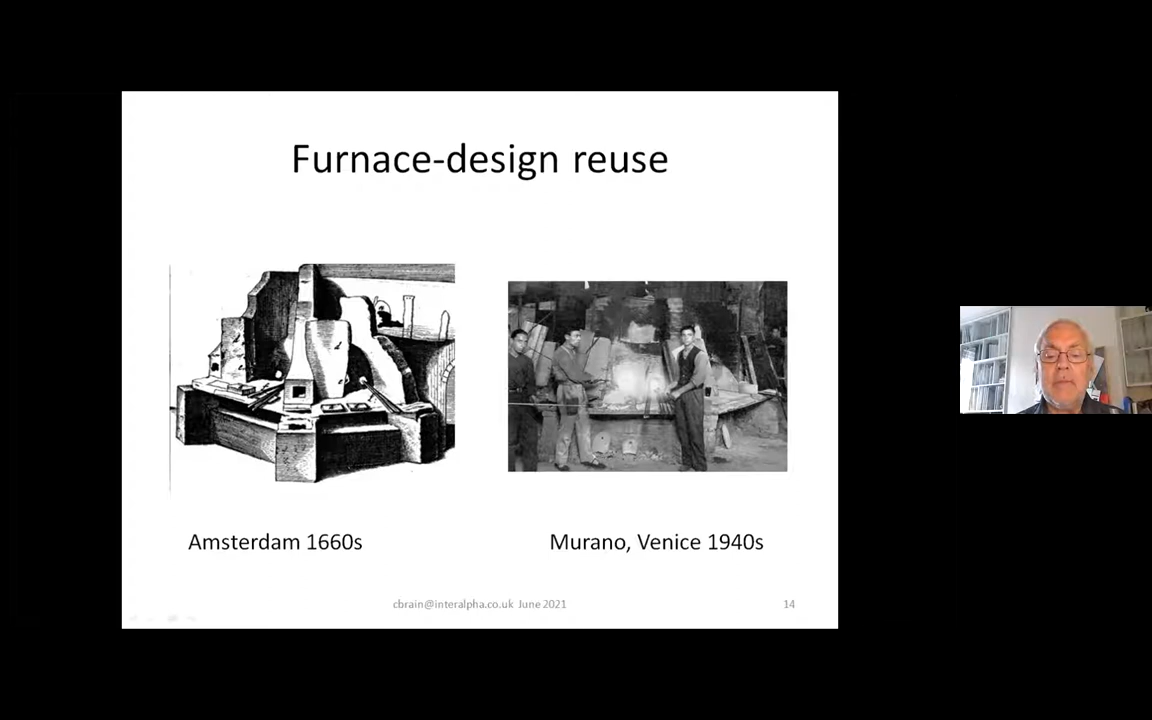 Furnace-design reuse
Amsterdam 1660s
Murano, Venice 1940s
cbrain@interalpha.co.uk June 2021
14